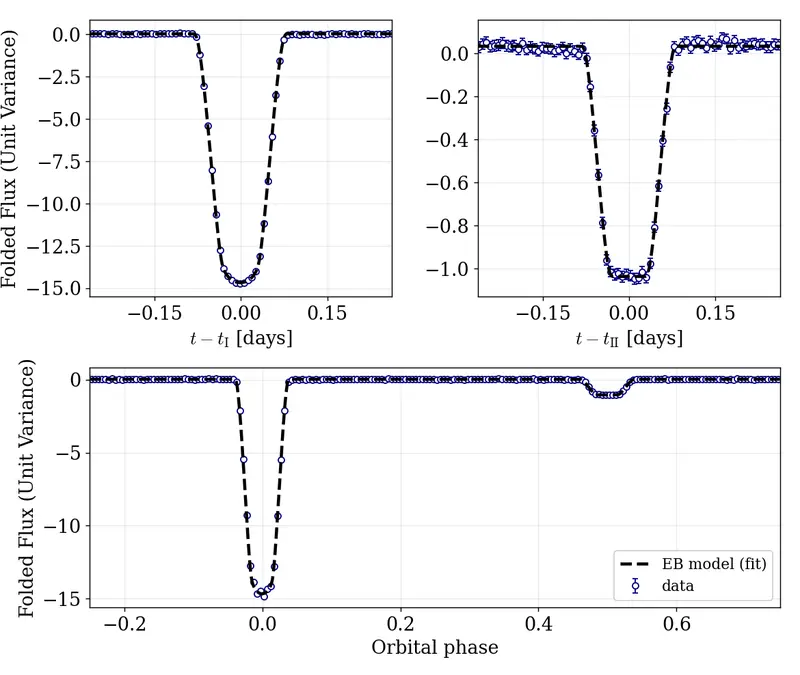 Folded Flux (Unit Variance)
0.0
−2.5
−5.0
−7.5
−10.0
−12.5
−15.0
−0.15 0.00 0.15
t − t_I [days]
0.0
−0.2
−0.4
−0.6
−0.8
−1.0
−0.15 0.00 0.15
t − t_II [days]
Folded Flux (Unit Variance)
0
−5
−10
−15
−0.2 0.0 0.2 0.4 0.6
Orbital phase
EB model (fit)
data